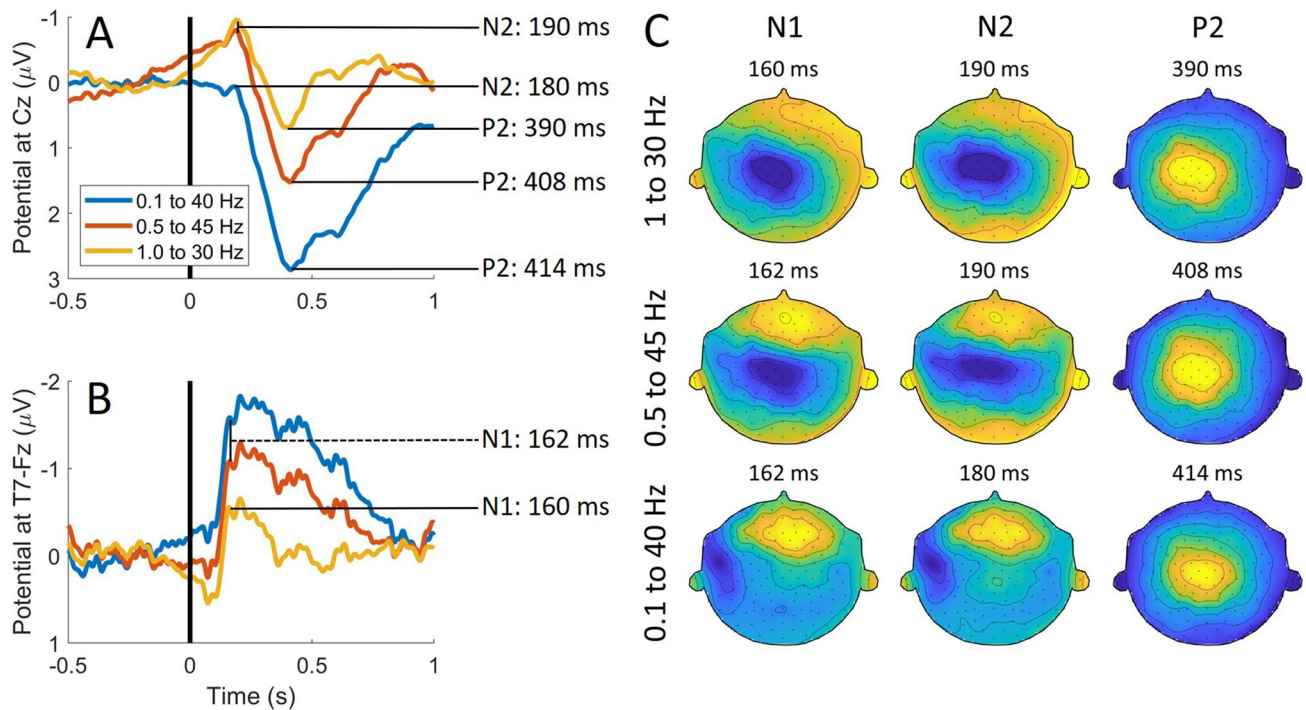 A
Potential at Cz (μV)
-1
0
1
2
3
-0.5
0
0.5
1
0.1 to 40 Hz
0.5 to 45 Hz
1.0 to 30 Hz
N2: 190 ms
N2: 180 ms
P2: 390 ms
P2: 408 ms
P2: 414 ms
B
Potential at T7-Fz (μV)
-2
-1
0
1
-0.5
0
0.5
1
Time (s)
N1: 162 ms
N1: 160 ms
C
N1 N2 P2
1 to 30 Hz
160 ms 190 ms 390 ms
0.5 to 45 Hz
162 ms 190 ms 408 ms
0.1 to 40 Hz
162 ms 180 ms 414 ms